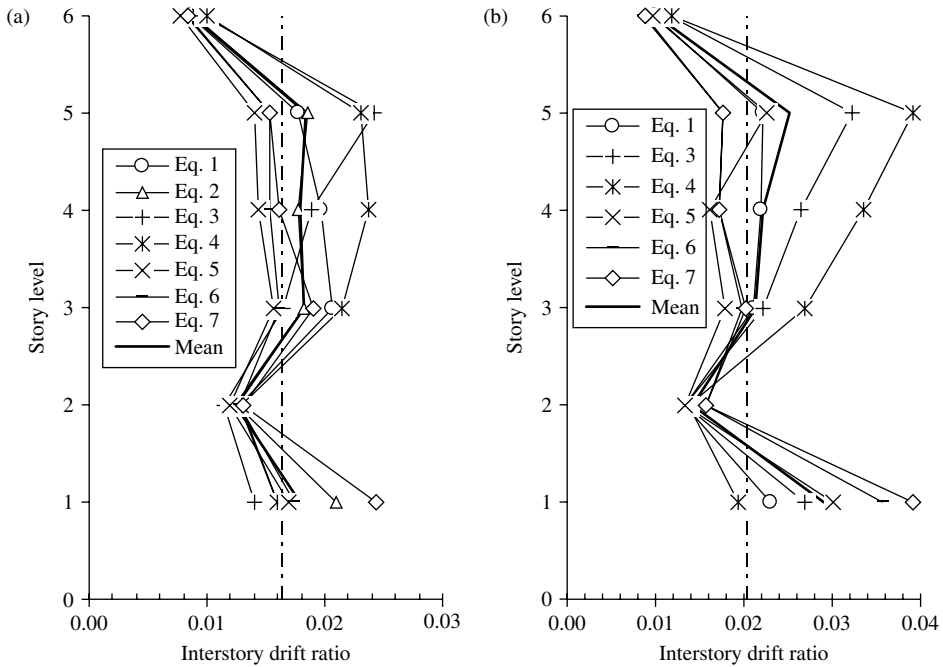 (a)
6
5
4
3
2
1
0
Story level
0.00
0.01
0.02
0.03
Interstory drift ratio
Eq. 1
Eq. 2
Eq. 3
Eq. 4
Eq. 5
Eq. 6
Eq. 7
Mean
(b)
6
5
4
3
2
1
0
Story level
0.00
0.01
0.02
0.03
0.04
Interstory drift ratio
Eq. 1
Eq. 3
Eq. 4
Eq. 5
Eq. 6
Eq. 7
Mean